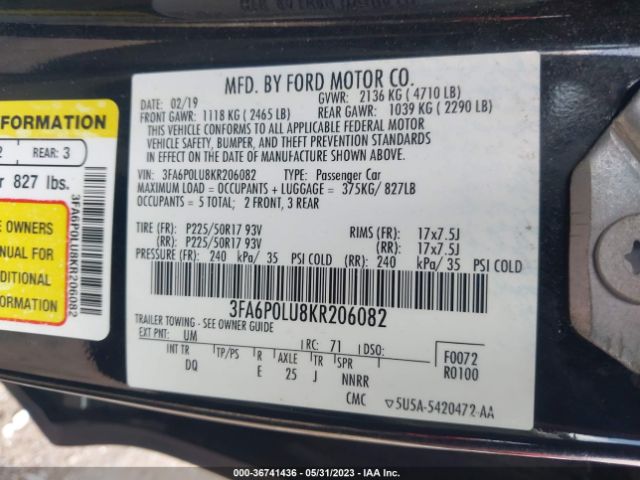 MFD. BY FORD MOTOR CO.
DATE: 02/19 GVWR: 2136 KG ( 4710 LB)
FRONT GAWR: 1118 KG ( 2465 LB) REAR GAWR: 1039 KG ( 2290 LB)
THIS VEHICLE CONFORMS TO ALL APPLICABLE FEDERAL MOTOR
VEHICLE SAFETY, BUMPER, AND THEFT PREVENTION STANDARDS
IN EFFECT ON THE DATE OF MANUFACTURE SHOWN ABOVE.
VIN: 3FA6P0LU8KR206082 TYPE: Passenger Car
MAXIMUM LOAD = OCCUPANTS + LUGGAGE = 375KG/ 827LB
OCCUPANTS = 5 TOTAL; 2 FRONT, 3 REAR
TIRE (FR): P225/50R17 93V RIMS (FR): 17x7.5J
(RR): P225/50R17 93V (RR): 17x7.5J
PRESSURE (FR): 240 kPa/ 35 PSI COLD (RR): 240 kPa/ 35 PSI COLD
3FA6P0LU8KR206082
TRAILER TOWING - SEE OWNER GUIDE
EXT PNT: UM RC: 71 DSO: F0072
INT TR TP/PS R AXLE TR SPR R0100
DQ E 25 J NNRR
CMC ▽5U5A-5420472-AA
FORMATION
2 REAR: 3
r 827 lbs.
E OWNERS
ANUAL FOR
DDITIONAL
FORMATION
3FA6P0LU8KR206082
000-36741436 - 05/31/2023 - IAA Inc.